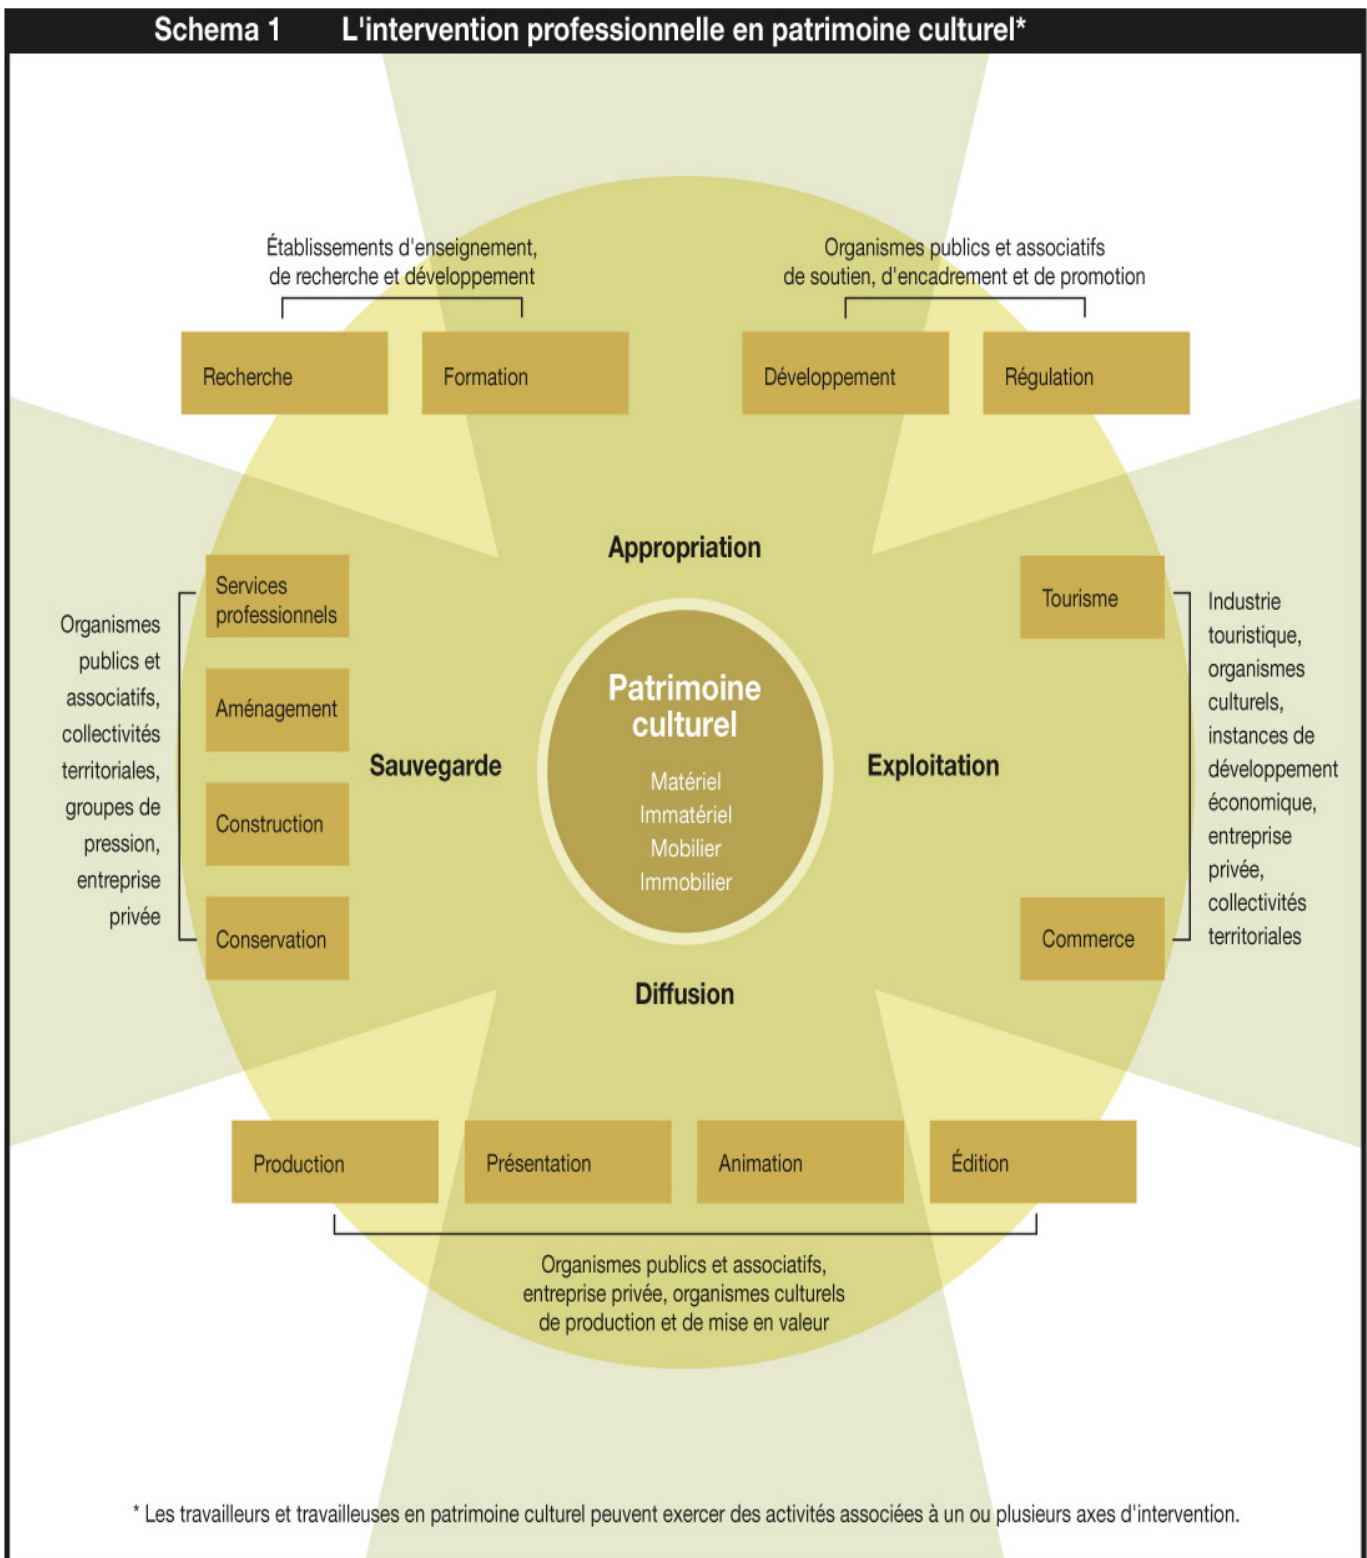 Schema 1 L'intervention professionnelle en patrimoine culturel*
Établissements d'enseignement,
de recherche et développement
Organismes publics et associatifs
de soutien, d'encadrement et de promotion
Recherche
Formation
Développement
Régulation
Appropriation
Organismes
publics et
associatifs,
collectivités
territoriales,
groupes de
pression,
entreprise
privée
Services
professionnels
Aménagement
Construction
Conservation
Sauvegarde
Patrimoine
culturel
Matériel
Immatériel
Mobilier
Immobilier
Exploitation
Tourisme
Commerce
Industrie
touristique,
organismes
culturels,
instances de
développement
économique,
entreprise
privée,
collectivités
territoriales
Diffusion
Production
Présentation
Animation
Édition
Organismes publics et associatifs,
entreprise privée, organismes culturels
de production et de mise en valeur
* Les travailleurs et travailleuses en patrimoine culturel peuvent exercer des activités associées à un ou plusieurs axes d'intervention.